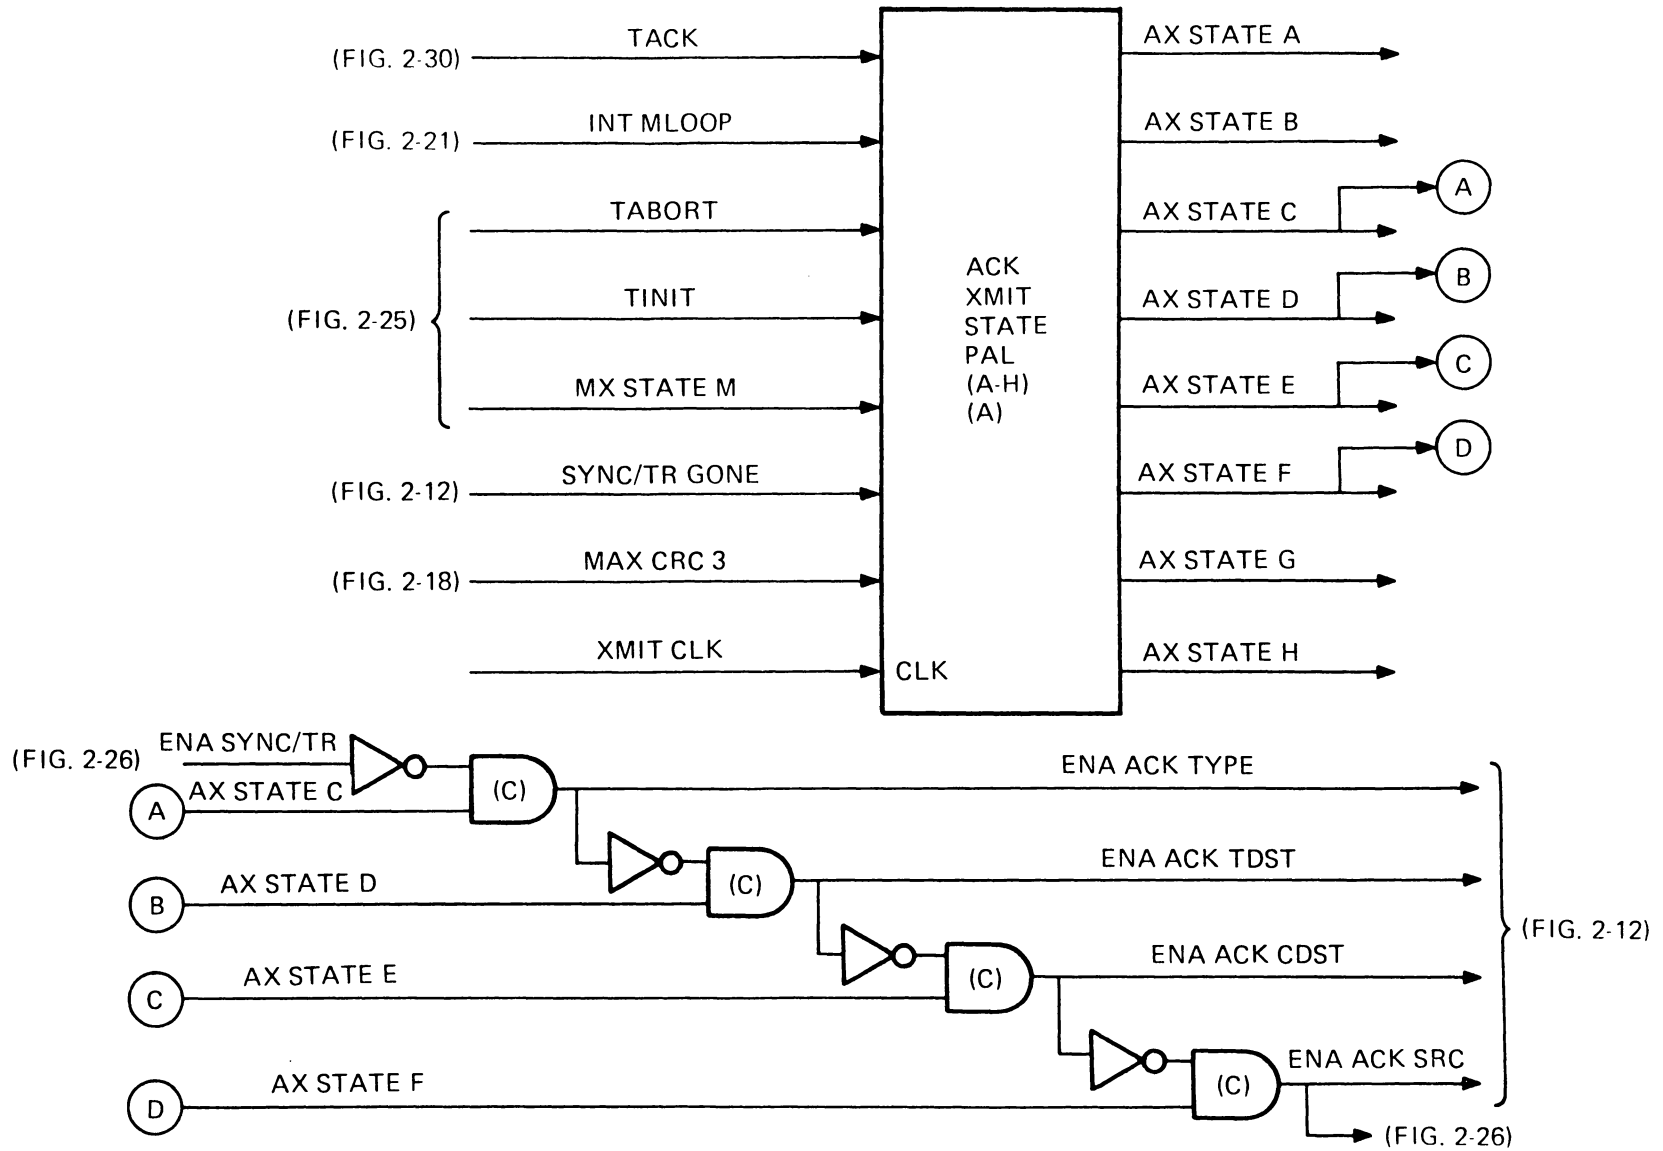 TACK
(FIG. 2-30)
AX STATE A
INT MLOOP
(FIG. 2-21)
AX STATE B
TABORT
AX STATE C
A
(FIG. 2-25)
TINIT
AX STATE D
B
MX STATE M
AX STATE E
C
ACK
XMIT
STATE
PAL
(A-H)
(A)
SYNC/TR GONE
(FIG. 2-12)
AX STATE F
D
MAX CRC 3
(FIG. 2-18)
AX STATE G
XMIT CLK
CLK
AX STATE H
(FIG. 2-26)
ENA SYNC/TR
A
AX STATE C
(C)
ENA ACK TYPE
B
AX STATE D
(C)
ENA ACK TDST
(FIG. 2-12)
C
AX STATE E
(C)
ENA ACK CDST
D
AX STATE F
(C)
ENA ACK SRC
(FIG. 2-26)